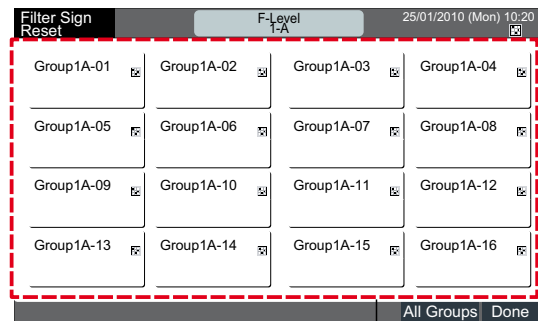 Filter Sign
Reset
F-Level
1-A
25/01/2010 (Mon) 10:20
Group1A-01
Group1A-02
Group1A-03
Group1A-04
Group1A-05
Group1A-06
Group1A-07
Group1A-08
Group1A-09
Group1A-10
Group1A-11
Group1A-12
Group1A-13
Group1A-14
Group1A-15
Group1A-16
All Groups
Done